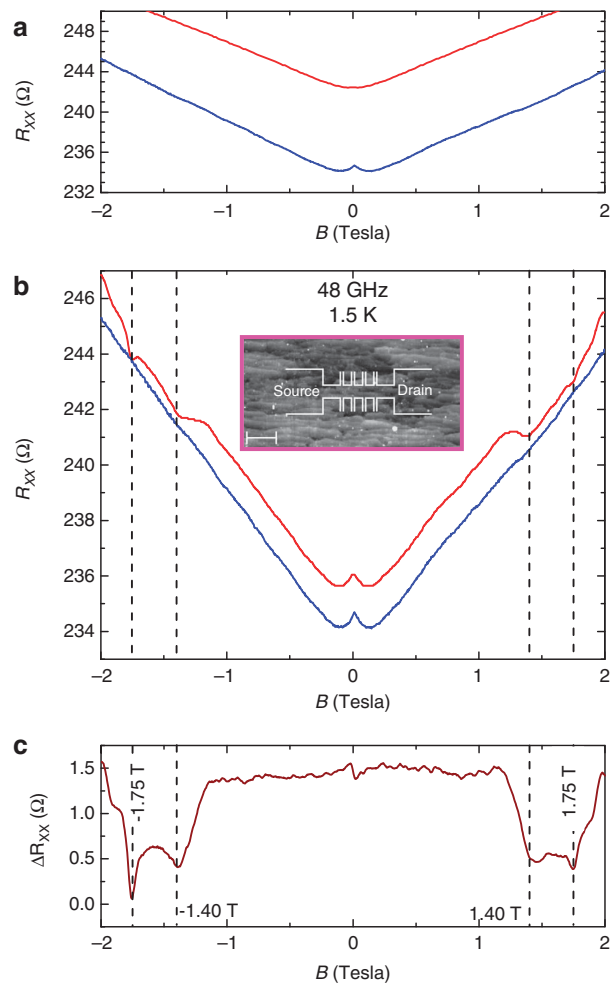 a
248
244
240
236
232
R_XX (Ω)
−2 −1 0 1 2
B (Tesla)
b
48 GHz
1.5 K
Source Drain
246
244
242
240
238
236
234
R_XX (Ω)
−2 −1 0 1 2
B (Tesla)
c
1.5
1.0
0.5
0.0
ΔR_XX (Ω)
-1.75 T
-1.40 T
1.40 T
1.75 T
−2 −1 0 1 2
B (Tesla)